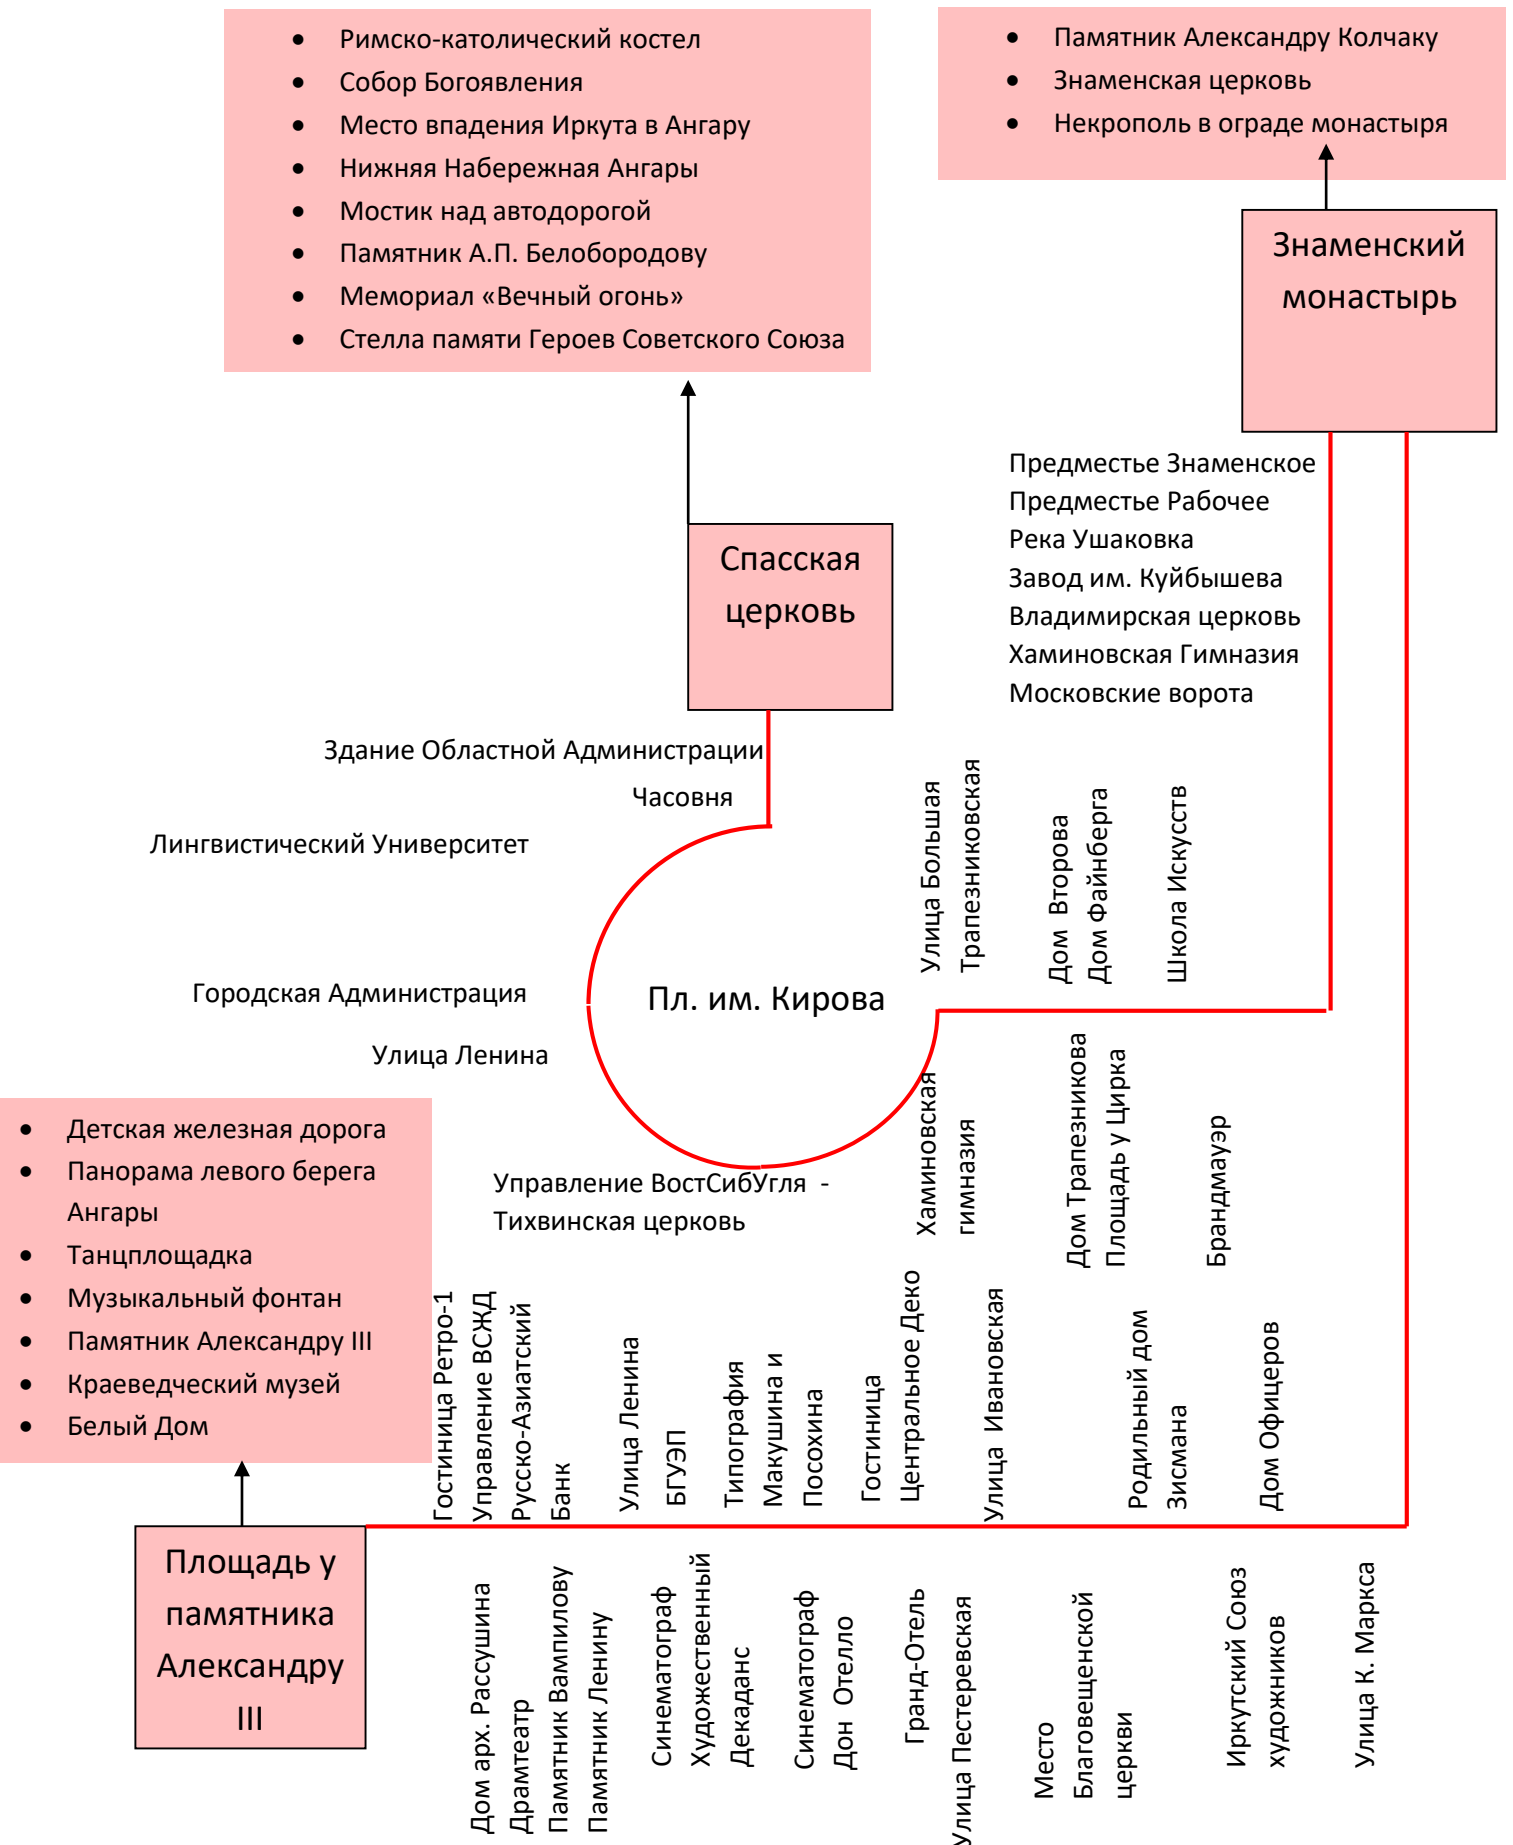 Римско-католический костел
Собор Богоявления
Место впадения Иркута в Ангару
Нижняя Набережная Ангары
Мостик над автодорогой
Памятник А.П. Белобородову
Мемориал «Вечный огонь»
Стелла памяти Героев Советского Союза
Памятник Александру Колчаку
Знаменская церковь
Некрополь в ограде монастыря
Знаменский
монастырь
Предместье Знаменское
Предместье Рабочее
Река Ушаковка
Завод им. Куйбышева
Владимирская церковь
Хаминовская Гимназия
Московские ворота
Спасская
церковь
Здание Областной Администрации
Часовня
Лингвистический Университет
Городская Администрация
Улица Ленина
Пл. им. Кирова
Улица Большая
Трапезниковская
Дом Второва
Дом Файнберга
Школа Искусств
Хаминовская
гимназия
Дом Трапезникова
Площадь у Цирка
Брандмауэр
Управление ВостСибУгля -
Тихвинская церковь
Детская железная дорога
Панорама левого берега
Ангары
Танцплощадка
Музыкальный фонтан
Памятник Александру III
Краеведческий музей
Белый Дом
Гостиница Ретро-1
Управление ВСЖД
Русско-Азиатский
Банк
Улица Ленина
БГУЭП
Типография
Макушина и
Посохина
Гостиница
Центральное Деко
Улица Ивановская
Родильный дом
Зисмана
Дом Офицеров
Площадь у
памятника
Александру
III
Дом арх. Рассушина
Драмтеатр
Памятник Вампилову
Памятник Ленину
Синематограф
Художественный
Декаданс
Синематограф
Дон Отелло
Гранд-Отель
Улица Пестеревская
Место
Благовещенской
церкви
Иркутский Союз
художников
Улица К. Маркса